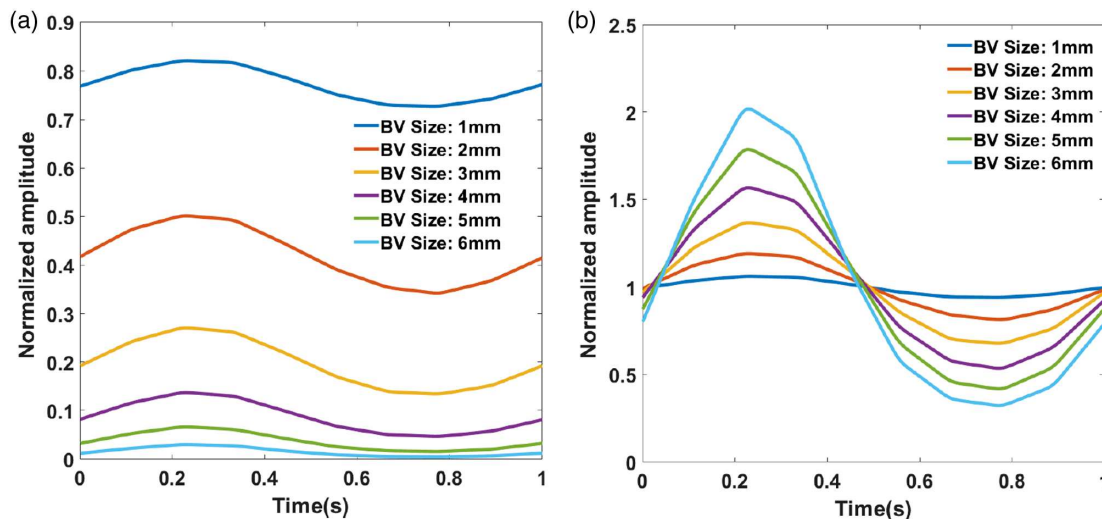 (a)
0.9
0.8
0.7
0.6
0.5
0.4
0.3
0.2
0.1
0
Normalized amplitude
BV Size: 1mm
BV Size: 2mm
BV Size: 3mm
BV Size: 4mm
BV Size: 5mm
BV Size: 6mm
0 0.2 0.4 0.6 0.8 1
Time(s)
(b)
2.5
2
1.5
1
0.5
0
Normalized amplitude
BV Size: 1mm
BV Size: 2mm
BV Size: 3mm
BV Size: 4mm
BV Size: 5mm
BV Size: 6mm
0 0.2 0.4 0.6 0.8 1
Time(s)